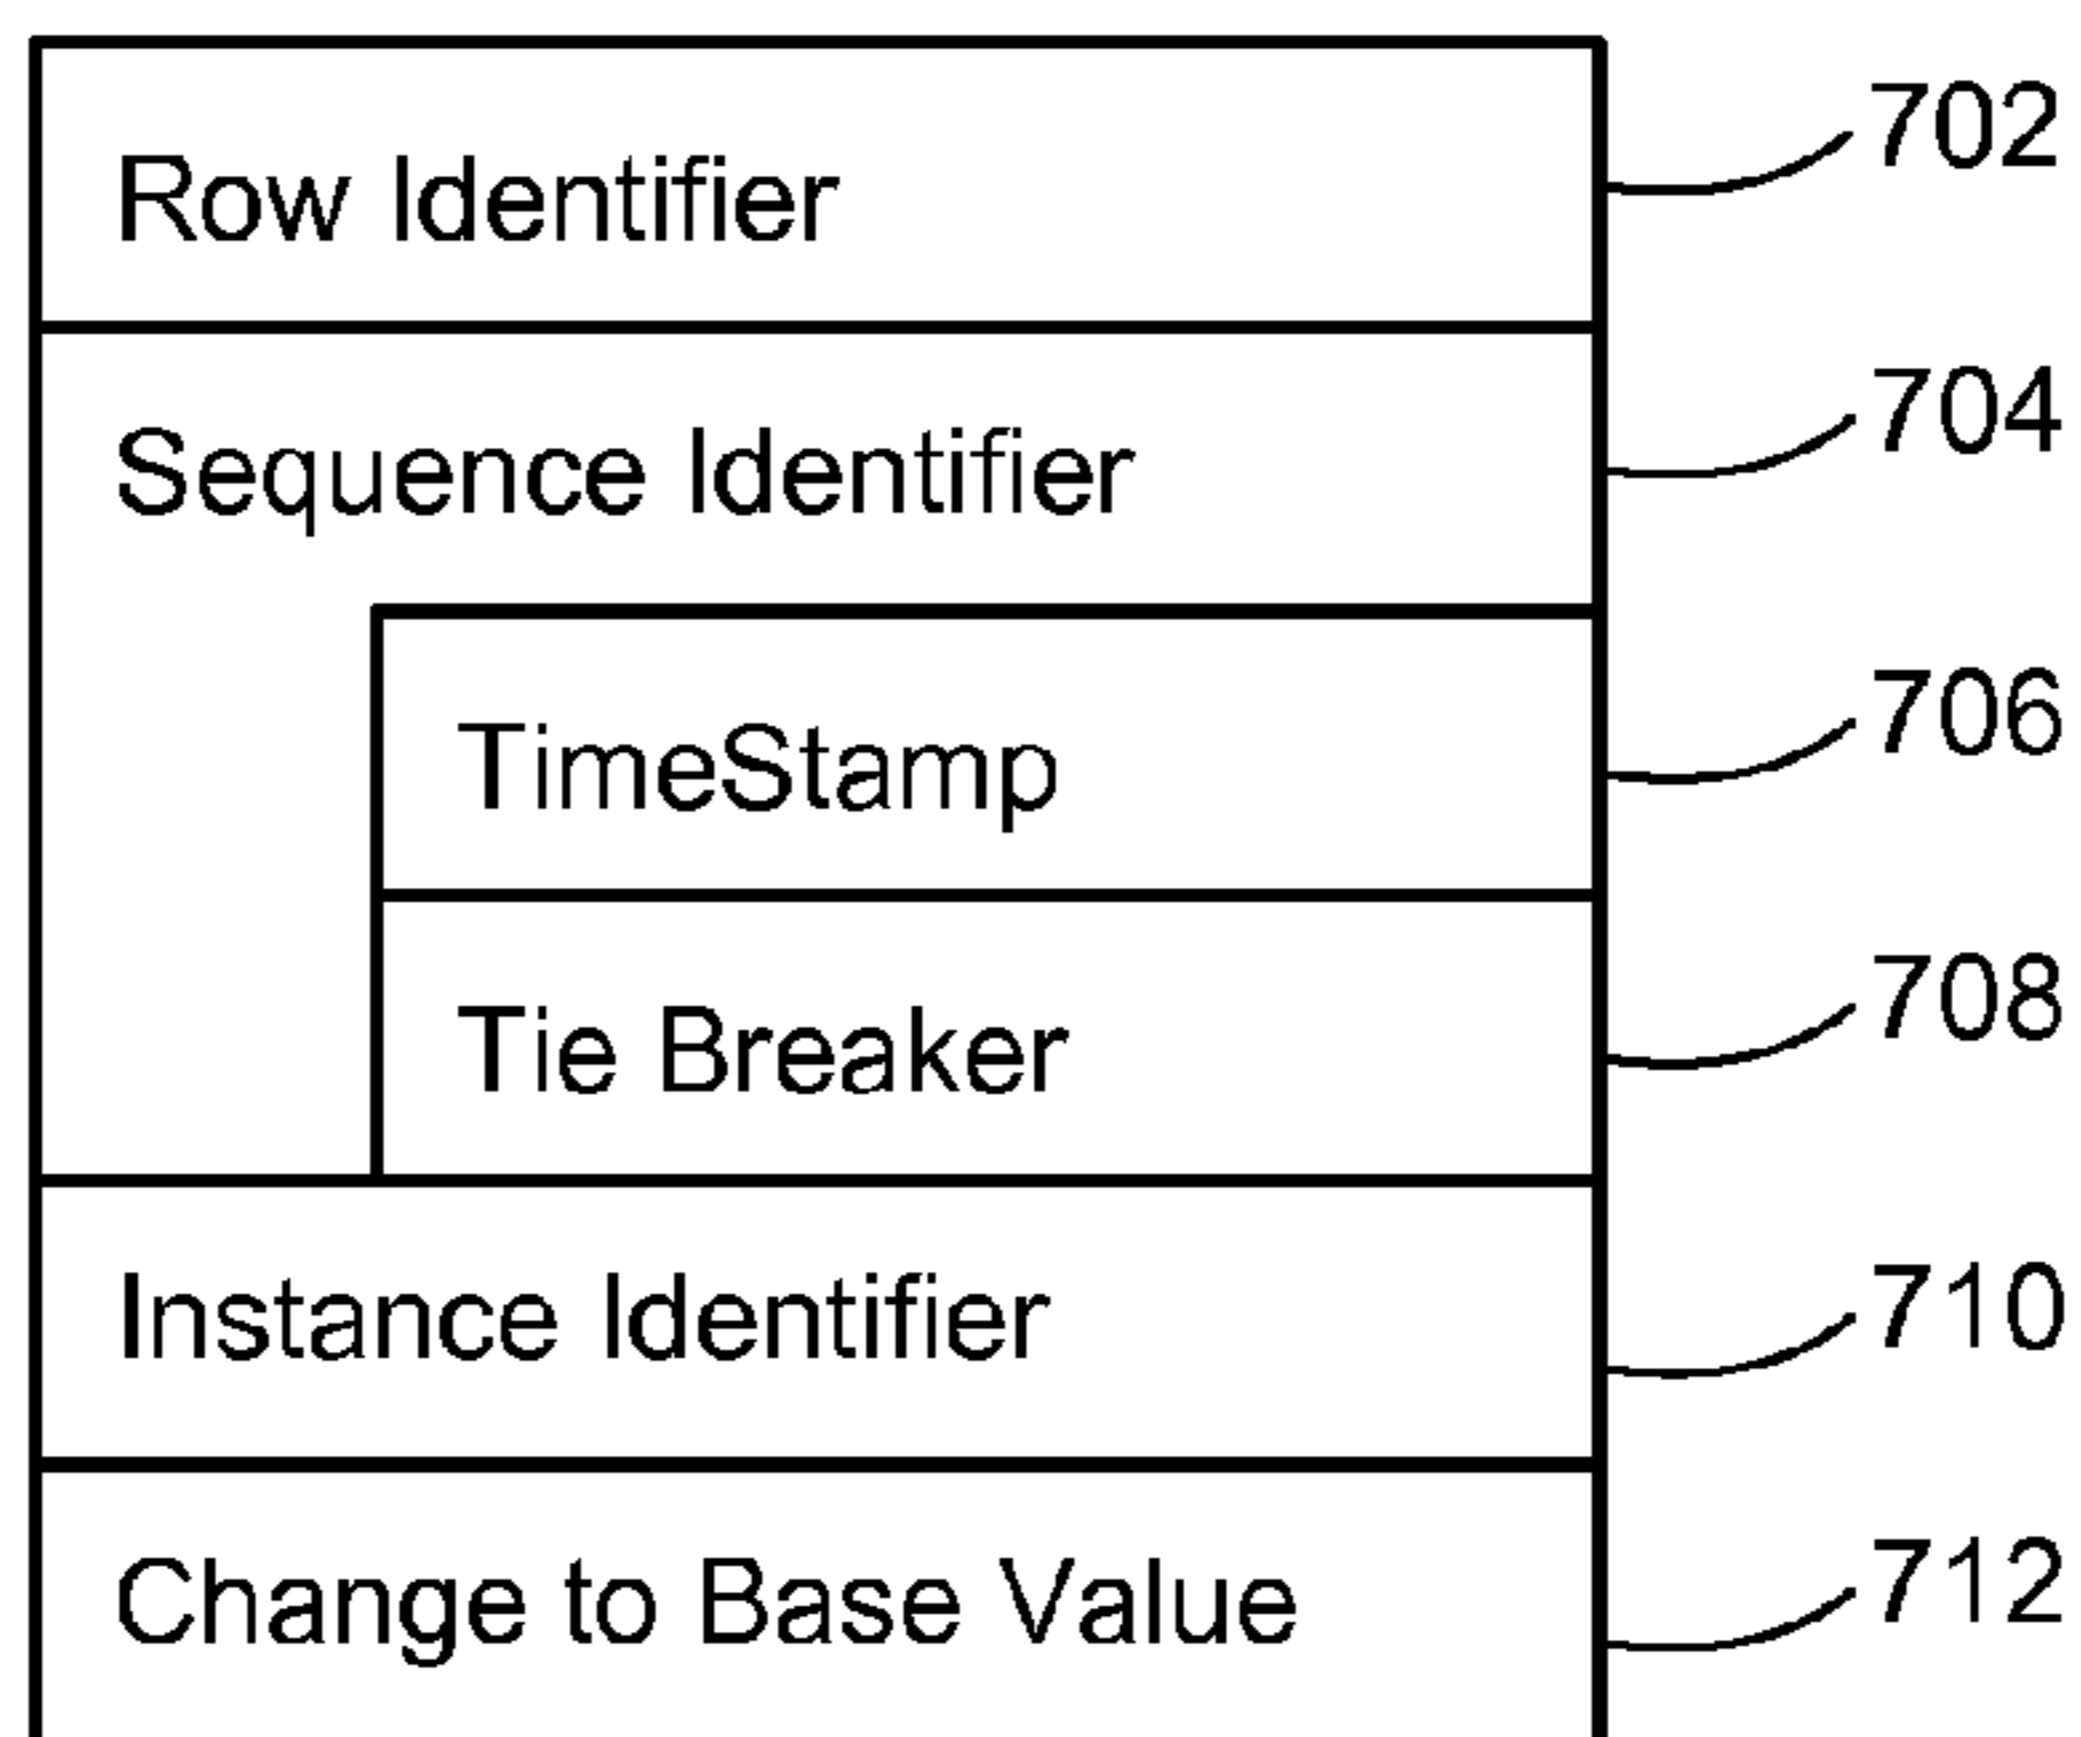 Row Identifier 702
Sequence Identifier 704
TimeStamp 706
Tie Breaker 708
Instance Identifier 710
Change to Base Value 712